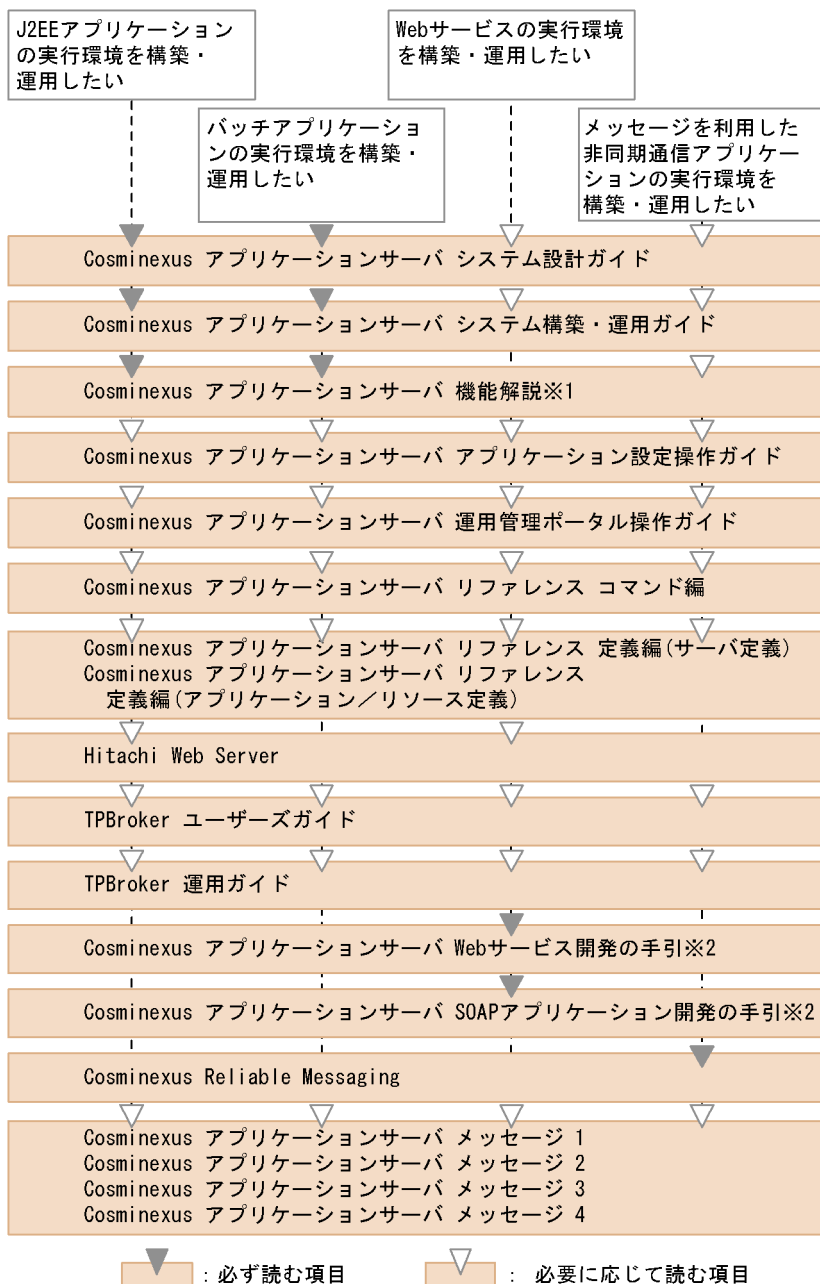 J2EEアプリケーション
の実行環境を構築・
運用したい
Webサービスの実行環境
を構築・運用したい
バッチアプリケーショ
ンの実行環境を構築・
運用したい
メッセージを利用した
非同期通信アプリケー
ションの実行環境を
構築・運用したい
Cosminexus アプリケーションサーバ システム設計ガイド
Cosminexus アプリケーションサーバ システム構築・運用ガイド
Cosminexus アプリケーションサーバ 機能解説※1
Cosminexus アプリケーションサーバ アプリケーション設定操作ガイド
Cosminexus アプリケーションサーバ 運用管理ポータル操作ガイド
Cosminexus アプリケーションサーバ リファレンス コマンド編
Cosminexus アプリケーションサーバ リファレンス 定義編(サーバ定義)
Cosminexus アプリケーションサーバ リファレンス
定義編(アプリケーション／リソース定義)
Hitachi Web Server
TPBroker ユーザーズガイド
TPBroker 運用ガイド
Cosminexus アプリケーションサーバ Webサービス開発の手引※2
Cosminexus アプリケーションサーバ SOAPアプリケーション開発の手引※2
Cosminexus Reliable Messaging
Cosminexus アプリケーションサーバ メッセージ 1
Cosminexus アプリケーションサーバ メッセージ 2
Cosminexus アプリケーションサーバ メッセージ 3
Cosminexus アプリケーションサーバ メッセージ 4
：必ず読む項目
： 必要に応じて読む項目